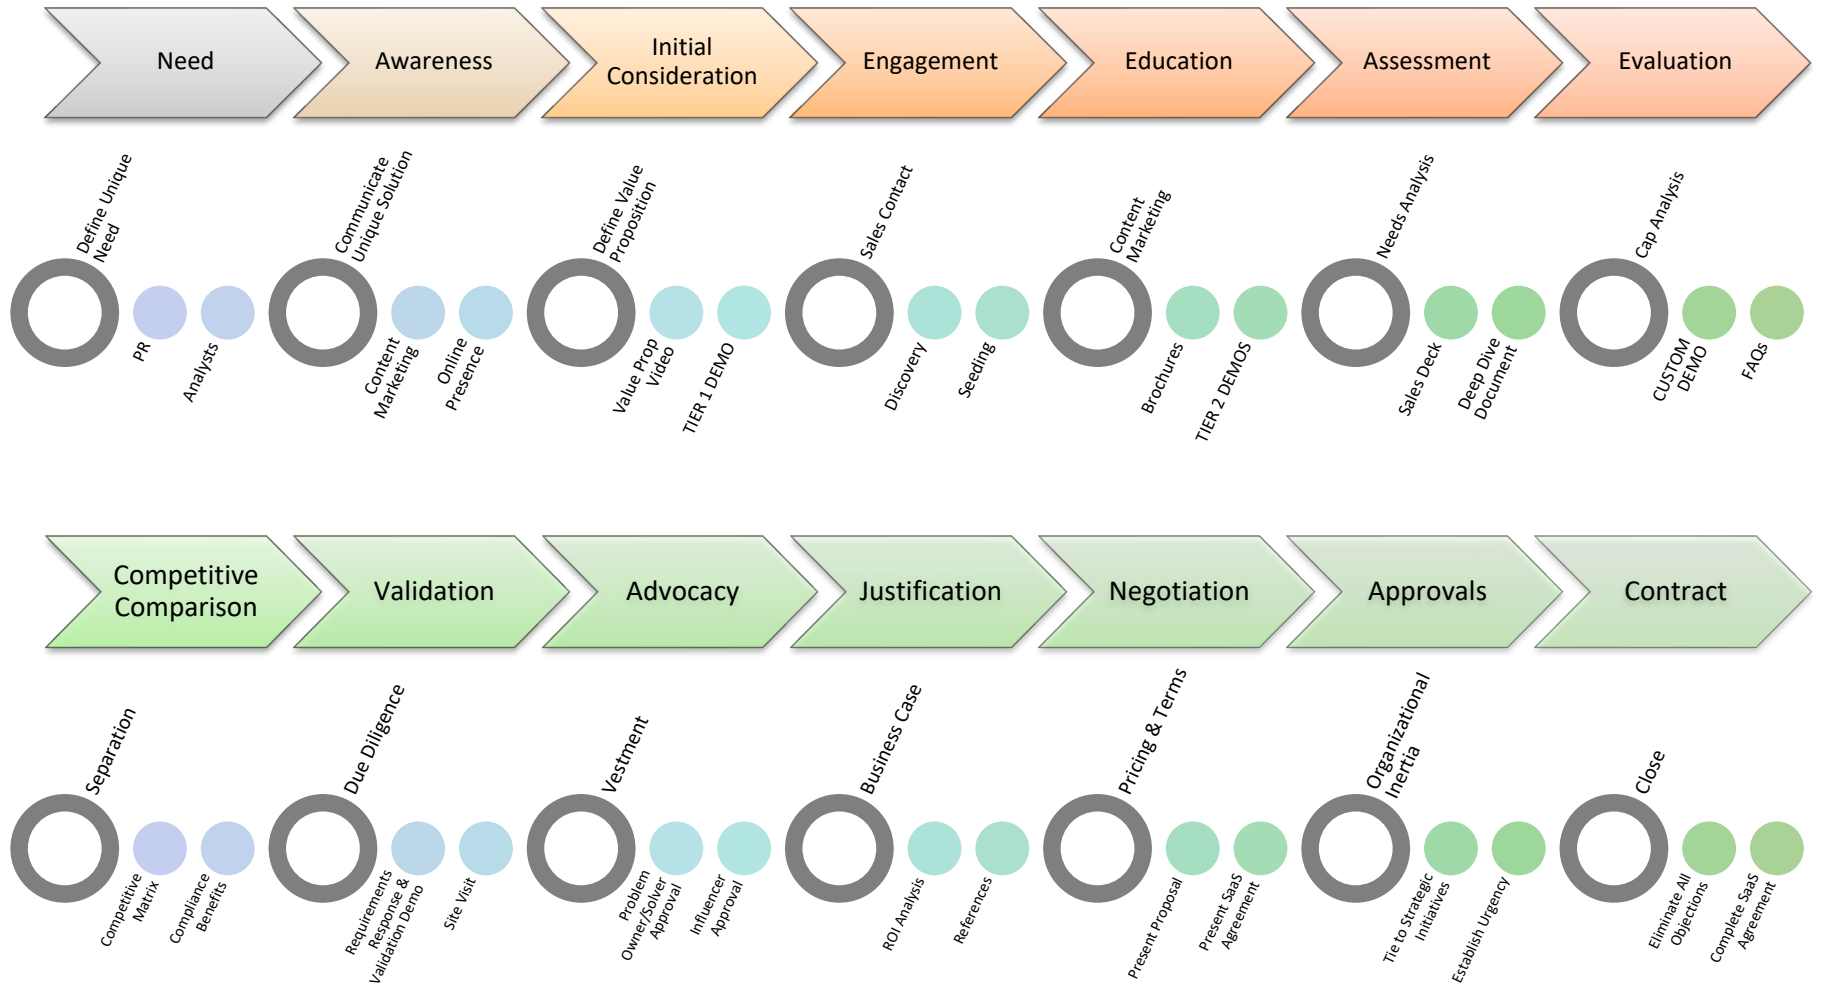 Need
Awareness
Initial
Consideration
Engagement
Education
Assessment
Evaluation
Define Unique
Need
PR
Analysts
Communicate
Unique Solution
Content
Marketing
Online
Presence
Define Value
Proposition
Value Prop
Video
TIER 1 DEMO
Sales Contact
Discovery
Seeding
Content
Marketing
Brochures
TIER 2 DEMOS
Needs Analysis
Sales Deck
Deep Dive
Document
Cap Analysis
CUSTOM
DEMO
FAQs
Competitive
Comparison
Validation
Advocacy
Justification
Negotiation
Approvals
Contract
Separation
Competitive
Matrix
Compliance
Benefits
Due Diligence
Requirements
Response &
Validation Demo
Site Visit
Vestment
Problem
Owner/Solver
Approval
Influencer
Approval
Business Case
ROI Analysis
References
Pricing & Terms
Present Proposal
Present SaaS
Agreement
Organizational
Inertia
Tie to Strategic
Initiatives
Establish Urgency
Close
Eliminate All
Objections
Complete SaaS
Agreement